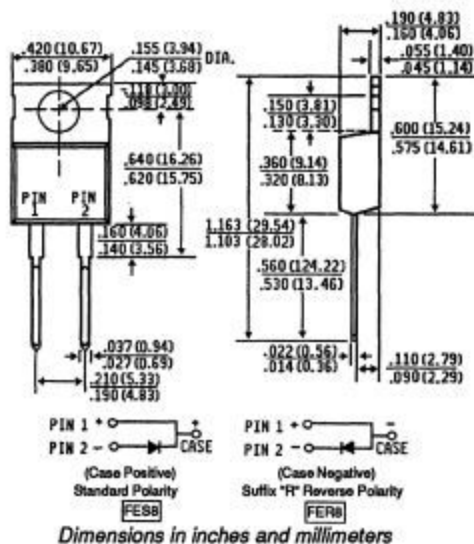 .420 (10.67)
.380 (9.65)
.155 (3.94)
.145 (3.68)
DIA.
.118 (3.00)
.098 (2.49)
.640 (16.26)
.620 (15.75)
PIN 1
PIN 2
.160 (4.06)
.140 (3.56)
.037 (0.94)
.027 (0.69)
.210 (5.33)
.190 (4.83)
.190 (4.83)
.160 (4.06)
.055 (1.40)
.045 (1.14)
.150 (3.81)
.130 (3.30)
.600 (15.24)
.575 (14.61)
.360 (9.14)
.320 (8.13)
1.163 (29.54)
1.103 (28.02)
.560 (124.22)
.530 (13.46)
.022 (0.56)
.014 (0.36)
.110 (2.79)
.090 (2.29)
PIN 1 +
+
PIN 2 -
CASE
(Case Positive)
Standard Polarity
FES8
PIN 1 +
-
PIN 2 -
CASE
(Case Negative)
Suffix "R" Reverse Polarity
FER8
Dimensions in inches and millimeters